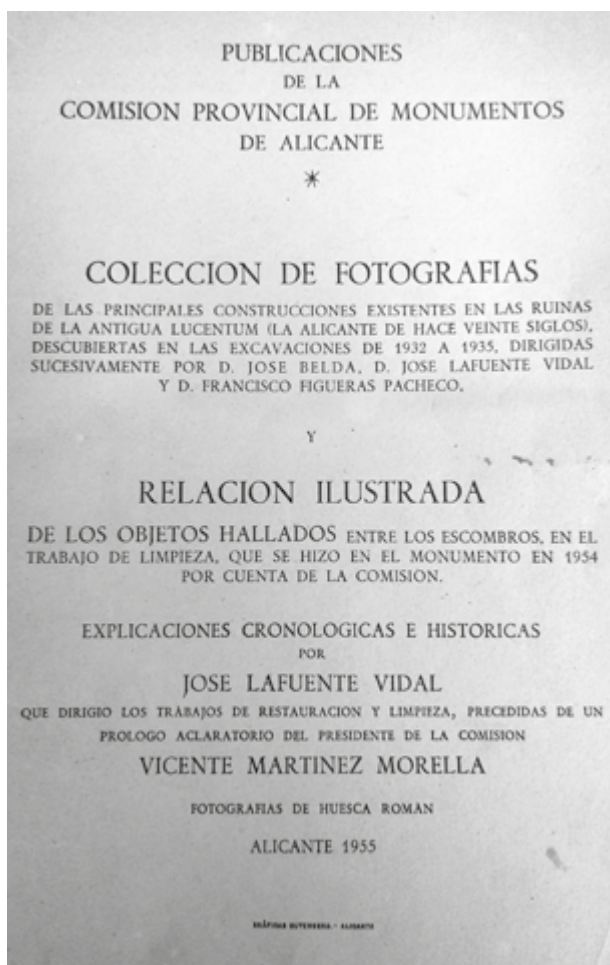 PUBLICACIONES
DE LA
COMISION PROVINCIAL DE MONUMENTOS
DE ALICANTE
*
COLECCION DE FOTOGRAFIAS
DE LAS PRINCIPALES CONSTRUCCIONES EXISTENTES EN LAS RUINAS
DE LA ANTIGUA LUCENTUM (LA ALICANTE DE HACE VEINTE SIGLOS),
DESCUBIERTAS EN LAS EXCAVACIONES DE 1932 A 1935, DIRIGIDAS
SUCESIVAMENTE POR D. JOSE BELDA, D. JOSE LAFUENTE VIDAL
Y D. FRANCISCO FIGUERAS PACHECO.
Y
RELACION ILUSTRADA
DE LOS OBJETOS HALLADOS ENTRE LOS ESCOMBROS, EN EL
TRABAJO DE LIMPIEZA, QUE SE HIZO EN EL MONUMENTO EN 1954
POR CUENTA DE LA COMISION.
EXPLICACIONES CRONOLOGICAS E HISTORICAS
POR
JOSE LAFUENTE VIDAL
QUE DIRIGIO LOS TRABAJOS DE RESTAURACION Y LIMPIEZA, PRECEDIDAS DE UN
PROLOGO ACLARATORIO DEL PRESIDENTE DE LA COMISION
VICENTE MARTINEZ MORELLA
FOTOGRAFIAS DE HUESCA ROMAN
ALICANTE 1955
GRÁFICAS GUTENBERG - ALICANTE